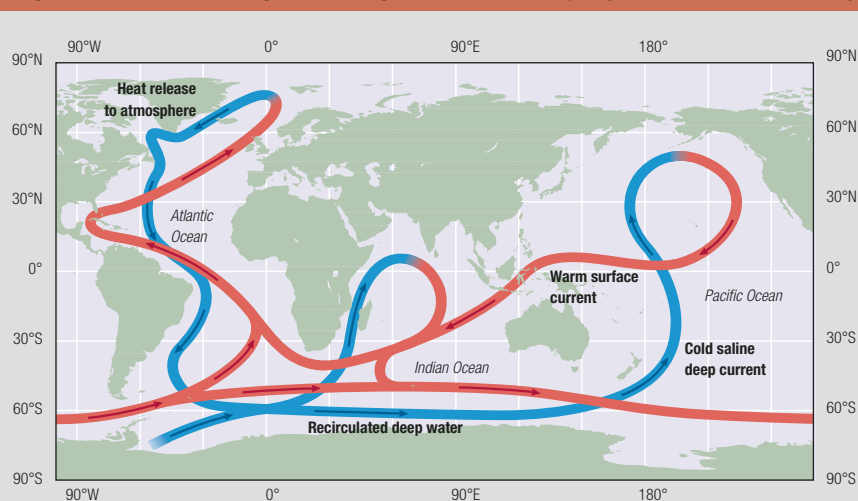 90°W 0° 90°E 180°
90°N 90°N
Heat release
to atmosphere
60°N 60°N
30°N 30°N
Atlantic
Ocean
0° 0°
Warm surface
current
Pacific Ocean
30°S 30°S
Cold saline
deep current
Indian Ocean
60°S 60°S
Recirculated deep water
90°S 90°S
90°W 0° 90°E 180°